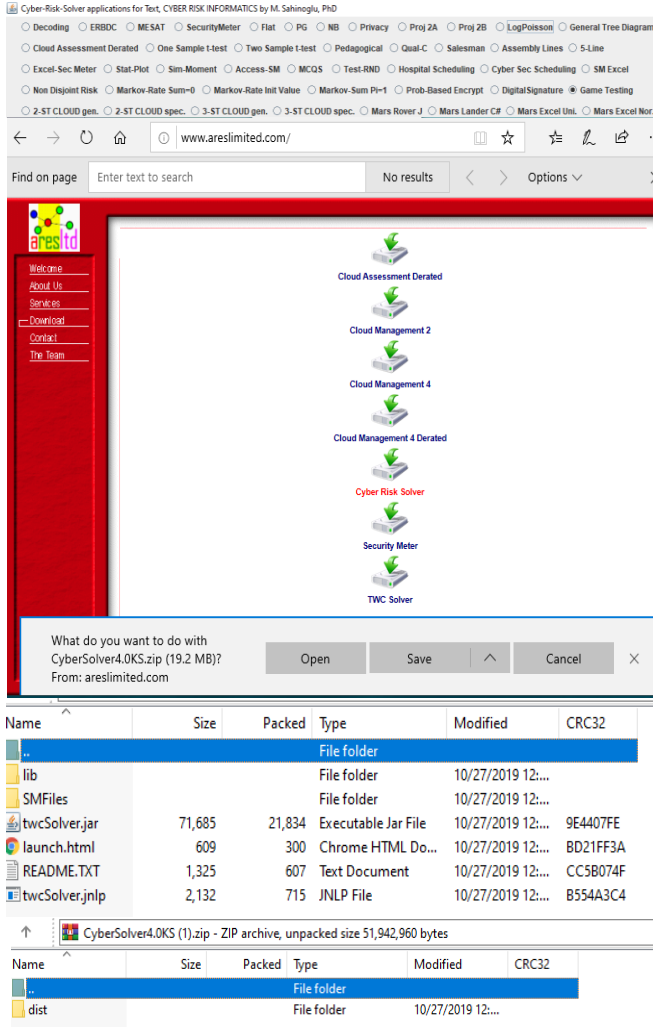 Cyber-Risk-Solver applications for Text, CYBER RISK INFORMATICS by M. Sahinoglu, PhD
Decoding ERBDC MESAT SecurityMeter Flat PG NB Privacy Proj 2A Proj 2B LogPoisson General Tree Diagram
Cloud Assessment Derated One Sample t-test Two Sample t-test Pedagogical Qual-C Salesman Assembly Lines 5-Line
Excel-Sec Meter Stat-Plot Sim-Moment Access-SM MCQS Test-RND Hospital Scheduling Cyber Sec Scheduling SM Excel
Non Disjoint Risk Markov-Rate Sum=0 Markov-Rate Init Value Markov-Sum Pi=1 Prob-Based Encrypt DigitalSignature Game Testing
2-ST CLOUD gen. 2-ST CLOUD spec. 3-ST CLOUD gen. 3-ST CLOUD spec. Mars Rover J Mars Lander C# Mars Excel Uni. Mars Excel Nor.
www.areslimited.com/
Find on page Enter text to search No results Options
aresltd
Welcome
About Us
Services
Download
Contact
The Team
Cloud Assessment Derated
Cloud Management 2
Cloud Management 4
Cloud Management 4 Derated
Cyber Risk Solver
Security Meter
TWC Solver
What do you want to do with
CyberSolver4.0KS.zip (19.2 MB)?
From: areslimited.com
Open Save Cancel
Name Size Packed Type Modified CRC32
.. File folder
lib File folder 10/27/2019 12:...
SMFiles File folder 10/27/2019 12:...
twcSolver.jar 71,685 21,834 Executable Jar File 10/27/2019 12:... 9E4407FE
launch.html 609 300 Chrome HTML Do... 10/27/2019 12:... BD21FF3A
README.TXT 1,325 607 Text Document 10/27/2019 12:... CC5B074F
twcSolver.jnlp 2,132 715 JNLP File 10/27/2019 12:... B554A3C4
CyberSolver4.0KS (1).zip - ZIP archive, unpacked size 51,942,960 bytes
Name Size Packed Type Modified CRC32
.. File folder
dist File folder 10/27/2019 12:...